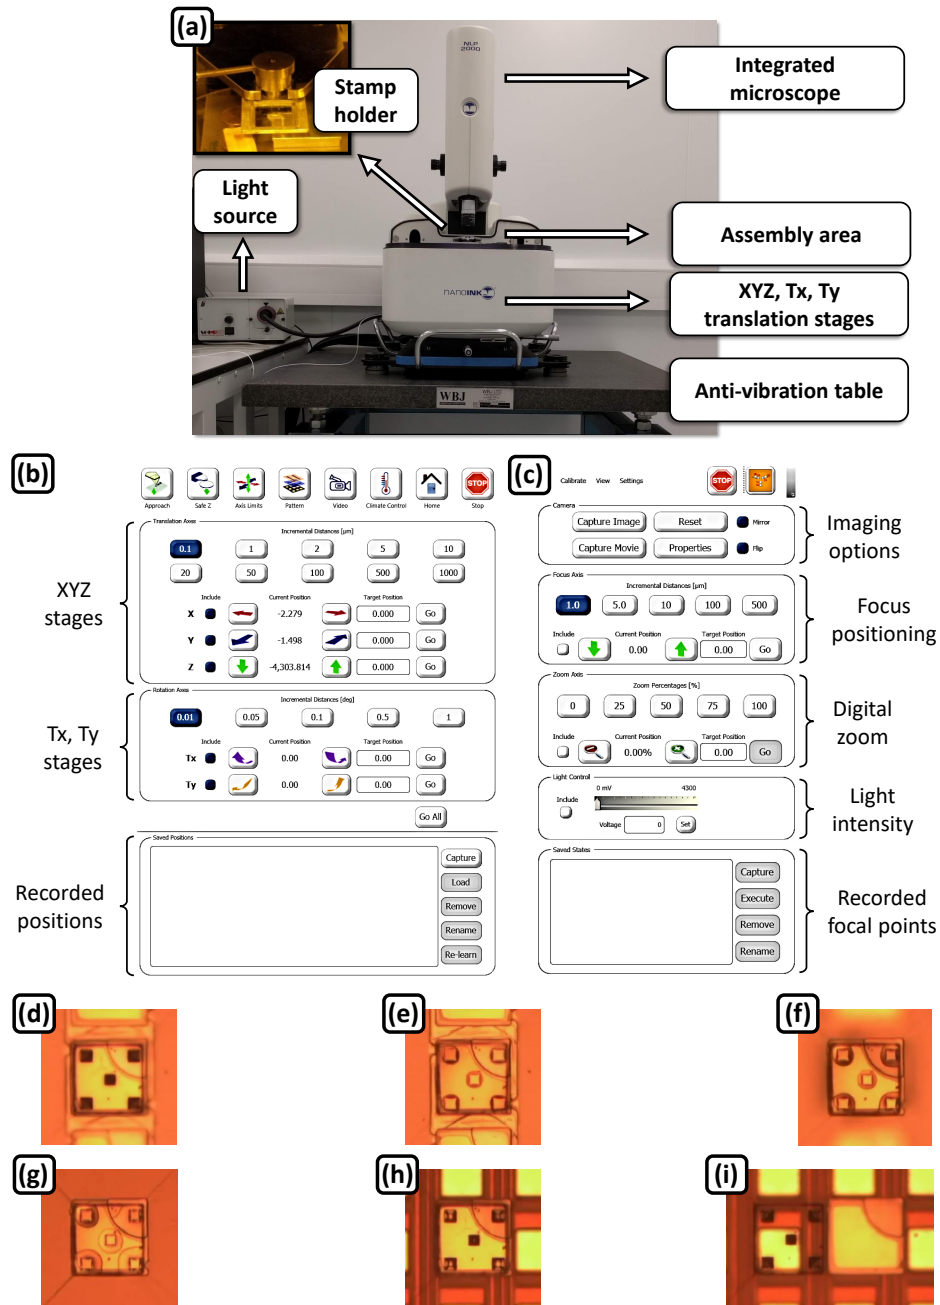 (a)
NLP
2000
Stamp
holder
Integrated
microscope
Light
source
Assembly area
NANOINK
XYZ, Tx, Ty
translation stages
WBJ
Anti-vibration table
(b)
Approach
Safe Z
Axis Limits
Pattern
Video
Climate Control
Home
STOP
Stop
Translation Axes
Incremental Distances [µm]
0.1 1 2 5 10
20 50 100 500 1000
Include Current Position Target Position
X -2.279 0.000 Go
Y -1.498 0.000 Go
Z -4,303.814 0.000 Go
XYZ
stages
Rotation Axes
Incremental Distances [deg]
0.01 0.05 0.1 0.5 1
Include Current Position Target Position
Tx 0.00 0.00 Go
Ty 0.00 0.00 Go
Tx, Ty
stages
Go All
Saved Positions
Capture
Load
Remove
Rename
Re-learn
Recorded
positions
(c)
Calibrate View Settings
STOP
Camera
Capture Image Reset Mirror
Capture Movie Properties Flip
Imaging
options
Focus Axis
Incremental Distances [µm]
1.0 5.0 10 100 500
Include Current Position Target Position
0.00 0.00 Go
Focus
positioning
Zoom Axis
Zoom Percentages [%]
0 25 50 75 100
Include Current Position Target Position
0.00% 0.00 Go
Digital
zoom
Light Control
0 mV 4300
Include
Voltage 0 Set
Light
intensity
Saved States
Capture
Execute
Remove
Rename
Recorded
focal points
(d)
(e)
(f)
(g)
(h)
(i)